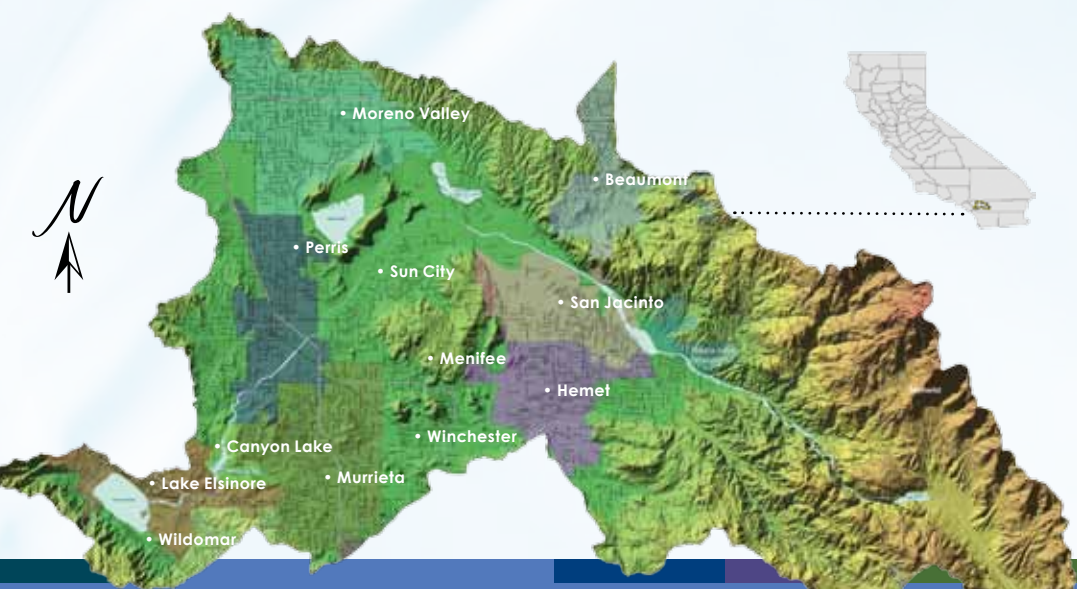 • Moreno Valley
• Beaumont
N
• Perris
• Sun City
• San Jacinto
• Menifee
• Hemet
• Winchester
• Canyon Lake
• Lake Elsinore
• Murrieta
• Wildomar